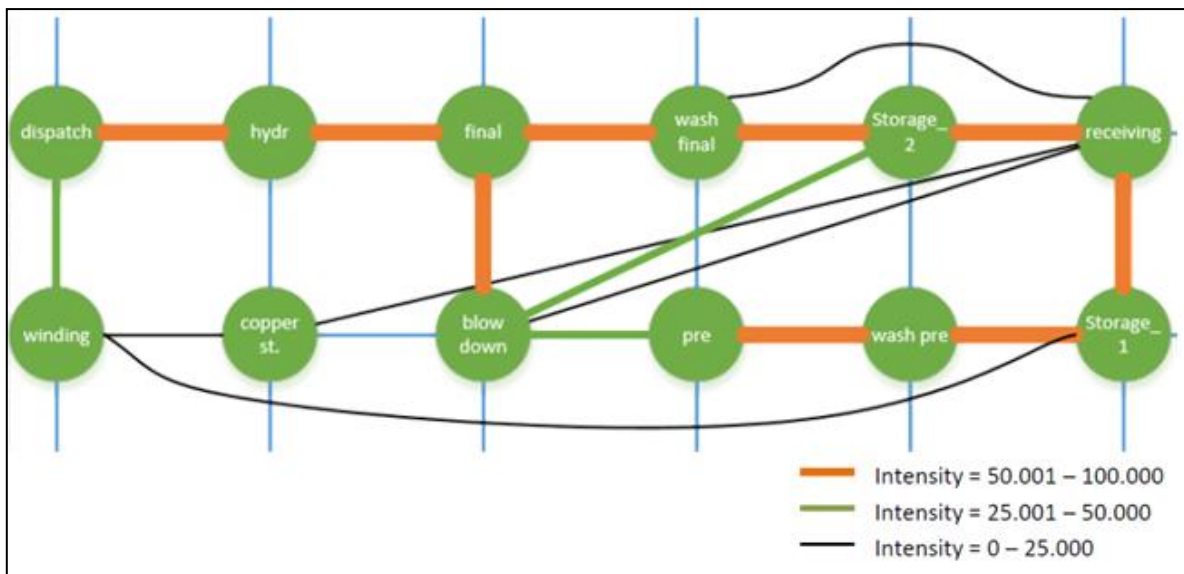 dispatch
hydr
final
wash
final
Storage_
2
receiving
winding
copper
st.
blow
down
pre
wash pre
Storage_
1
Intensity = 50.001 – 100.000
Intensity = 25.001 – 50.000
Intensity = 0 – 25.000